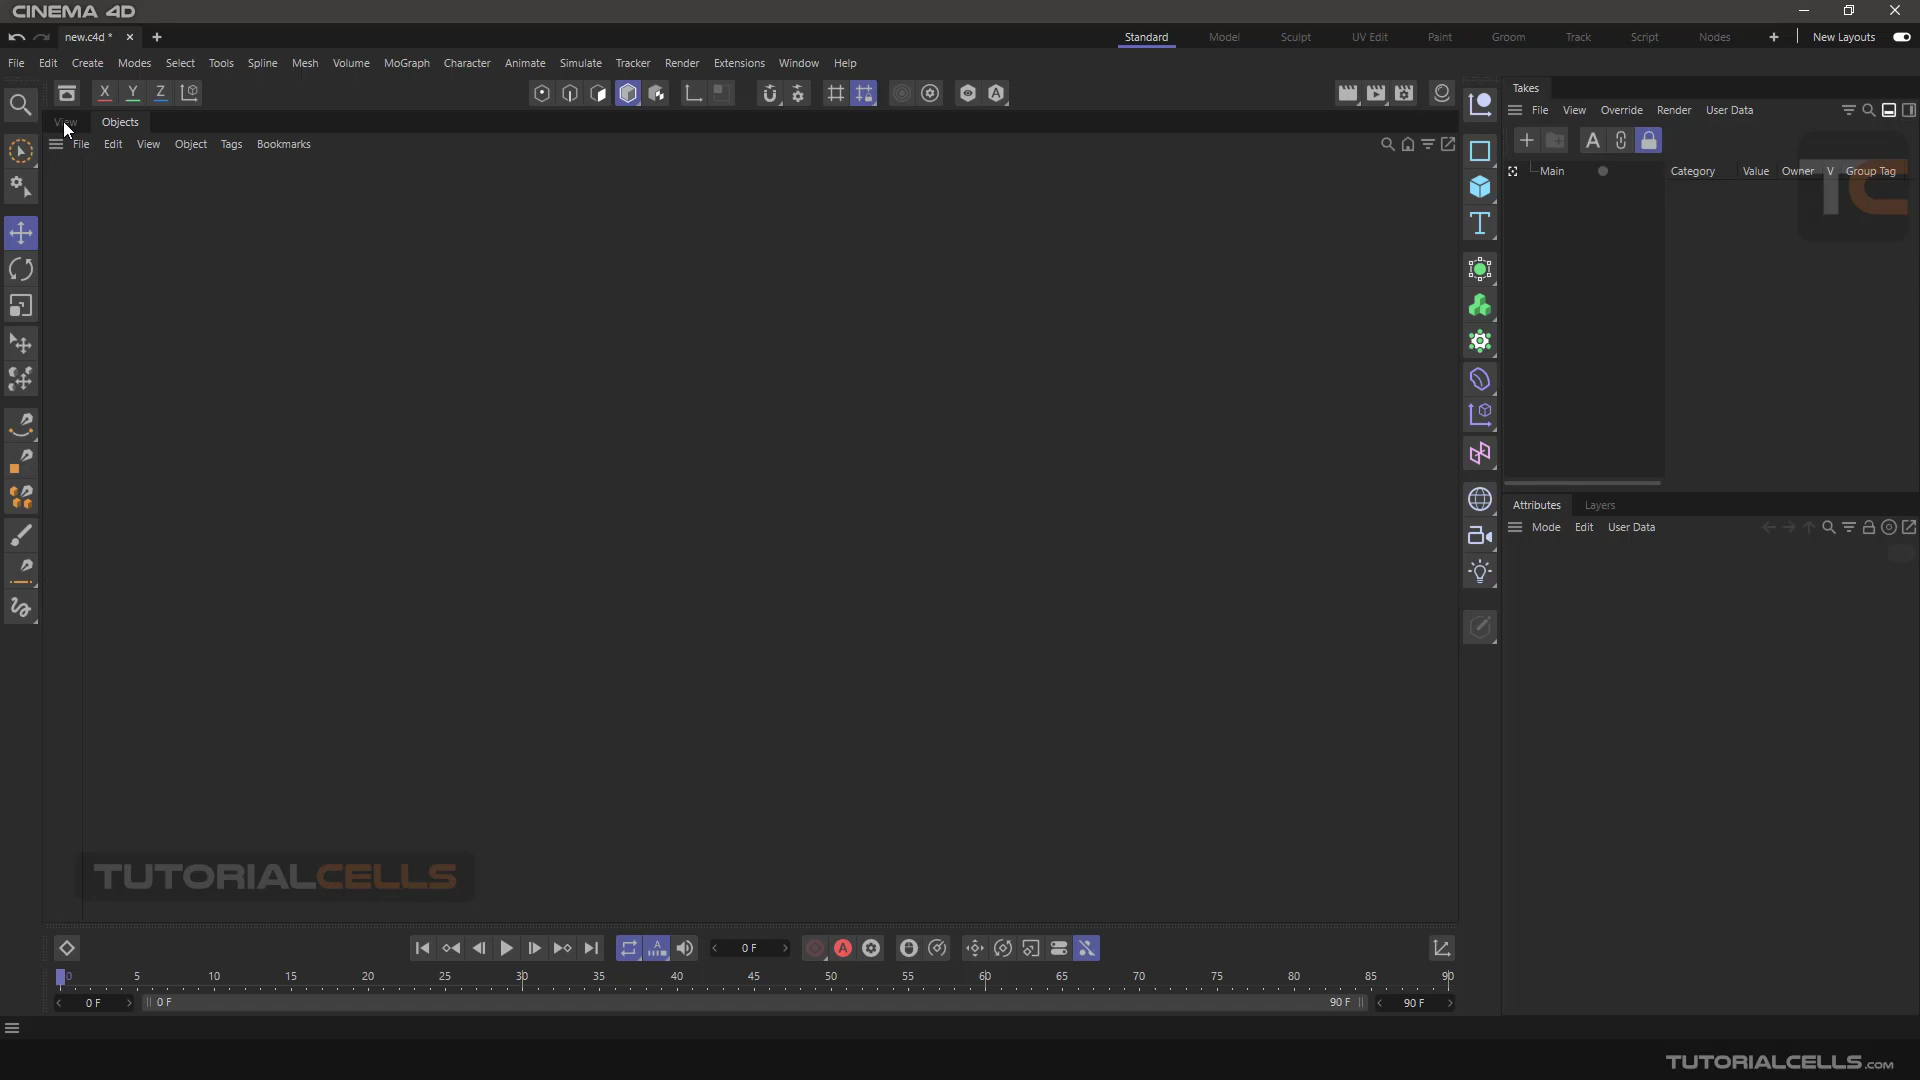 CINEMA 4D
new.c4d *
Standard Model Sculpt UV Edit Paint Groom Track Script Nodes New Layouts
File Edit Create Modes Select Tools Spline Mesh Volume MoGraph Character Animate Simulate Tracker Render Extensions Window Help
X Y Z
Takes
View Objects
File Edit View Object Tags Bookmarks
File View Override Render User Data
A
Main
Category Value Owner V Group Tag
TC
Attributes Layers
Mode Edit User Data
TUTORIALCELLS
0 F
0 5 10 15 20 25 30 35 40 45 50 55 60 65 70 75 80 85 90
0 F 0 F 90 F 90 F
TUTORIALCELLS.COM